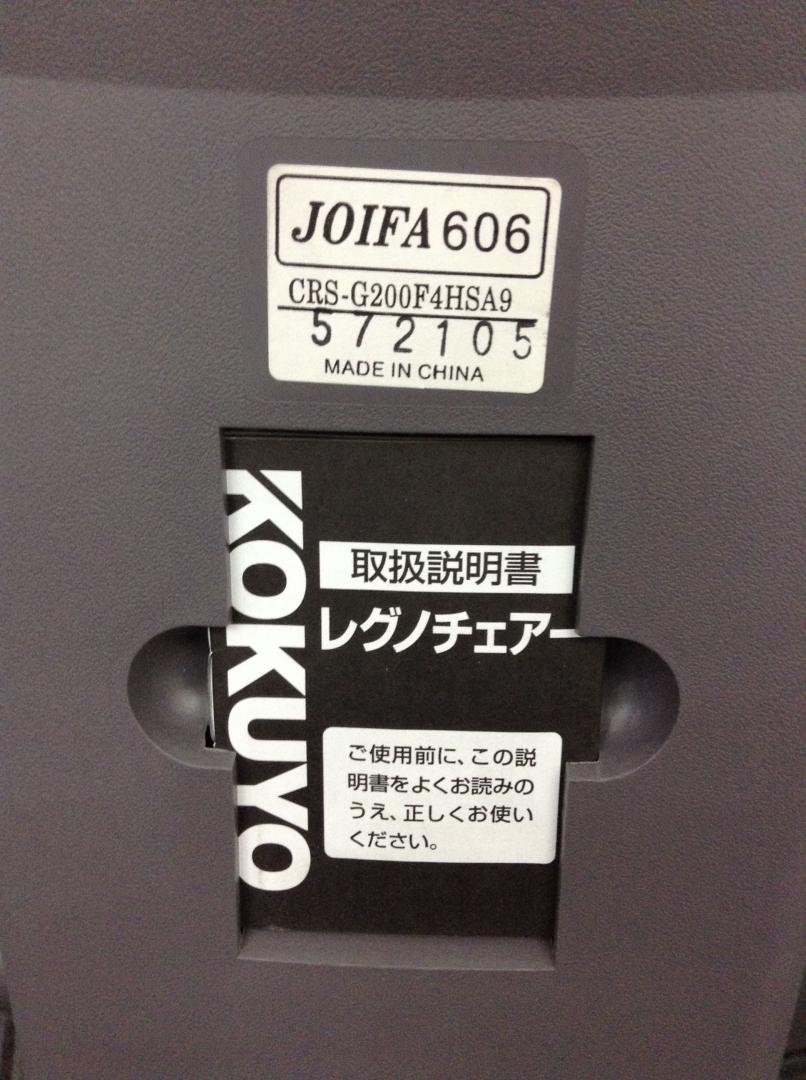 JOIFA 606
CRS-G200F4HSA9
572105
MADE IN CHINA
KOKUYO
取扱説明書
レグノチェアー
ご使用前に、この説
明書をよくお読みの
うえ、正しくお使い
ください。